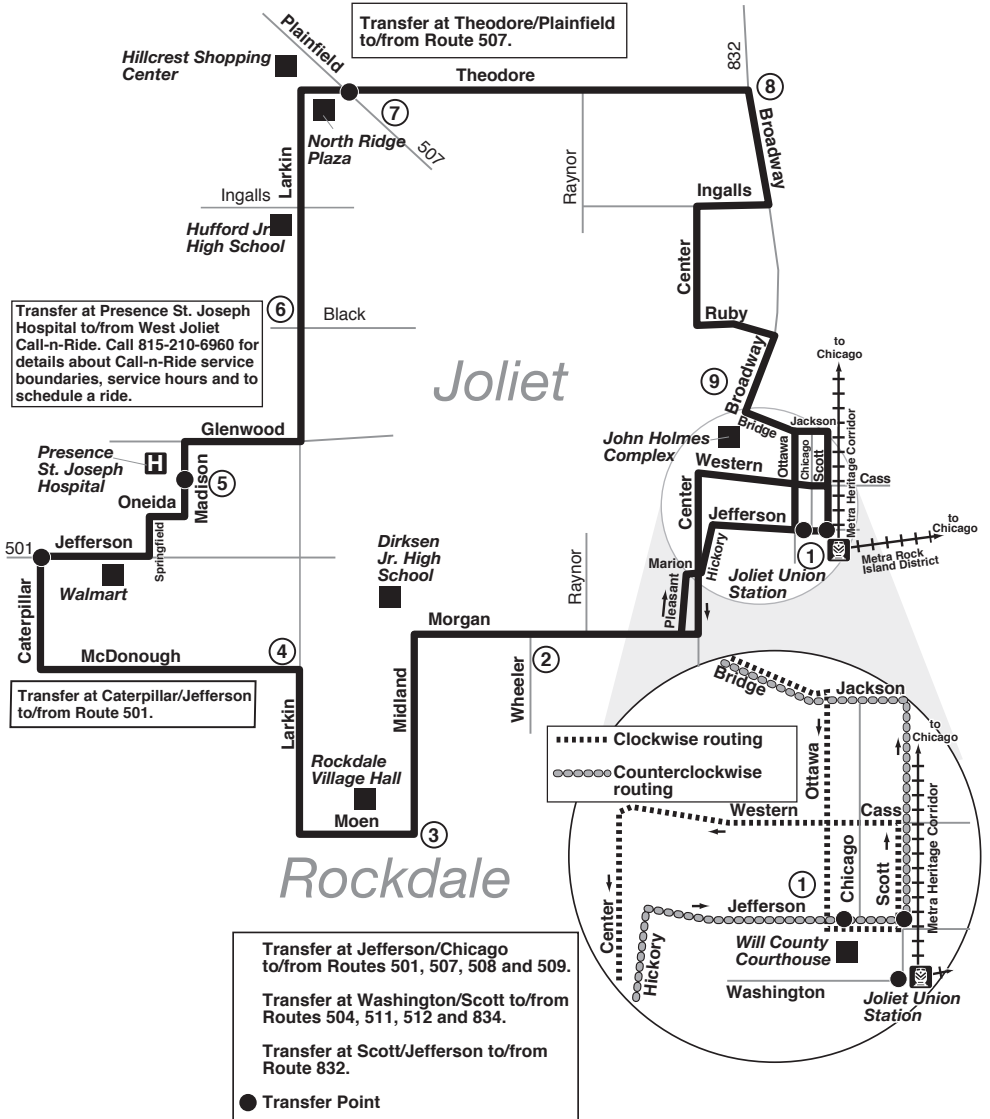 Transfer at Theodore/Plainfield
to/from Route 507.
Plainfield
832
Hillcrest Shopping
Center
Theodore
8
7
North Ridge
Plaza
507
Larkin
Raynor
Broadway
Ingalls
Ingalls
Hufford Jr.
High School
Center
6
Black
Ruby
Transfer at Presence St. Joseph
Hospital to/from West Joliet
Call-n-Ride. Call 815-210-6960 for
details about Call-n-Ride service
boundaries, service hours and to
schedule a ride.
Joliet
to
Chicago
9
Broadway
Glenwood
Bridge
Jackson
John Holmes
Complex
Ottawa
Chicago
Scott
Metra Heritage Corridor
Presence
St. Joseph
Hospital
H
Western
Cass
5
Madison
Oneida
Center
Jefferson
to
Chicago
501
Jefferson
Springfield
Dirksen
Jr. High
School
Hickory
1
Metra Rock
Island District
Marion
Joliet Union
Station
Walmart
Raynor
Pleasant
Caterpillar
Morgan
McDonough
4
2
Wheeler
Transfer at Caterpillar/Jefferson
to/from Route 501.
Larkin
Midland
Rockdale
Village Hall
Moen
3
Rockdale
Bridge
Jackson
to
Chicago
Clockwise routing
Counterclockwise
routing
Ottawa
Western
Cass
Chicago
Scott
Metra Heritage Corridor
1
Center
Jefferson
Hickory
Will County
Courthouse
Washington
Joliet Union
Station
Transfer at Jefferson/Chicago
to/from Routes 501, 507, 508 and 509.
Transfer at Washington/Scott to/from
Routes 504, 511, 512 and 834.
Transfer at Scott/Jefferson to/from
Route 832.
Transfer Point